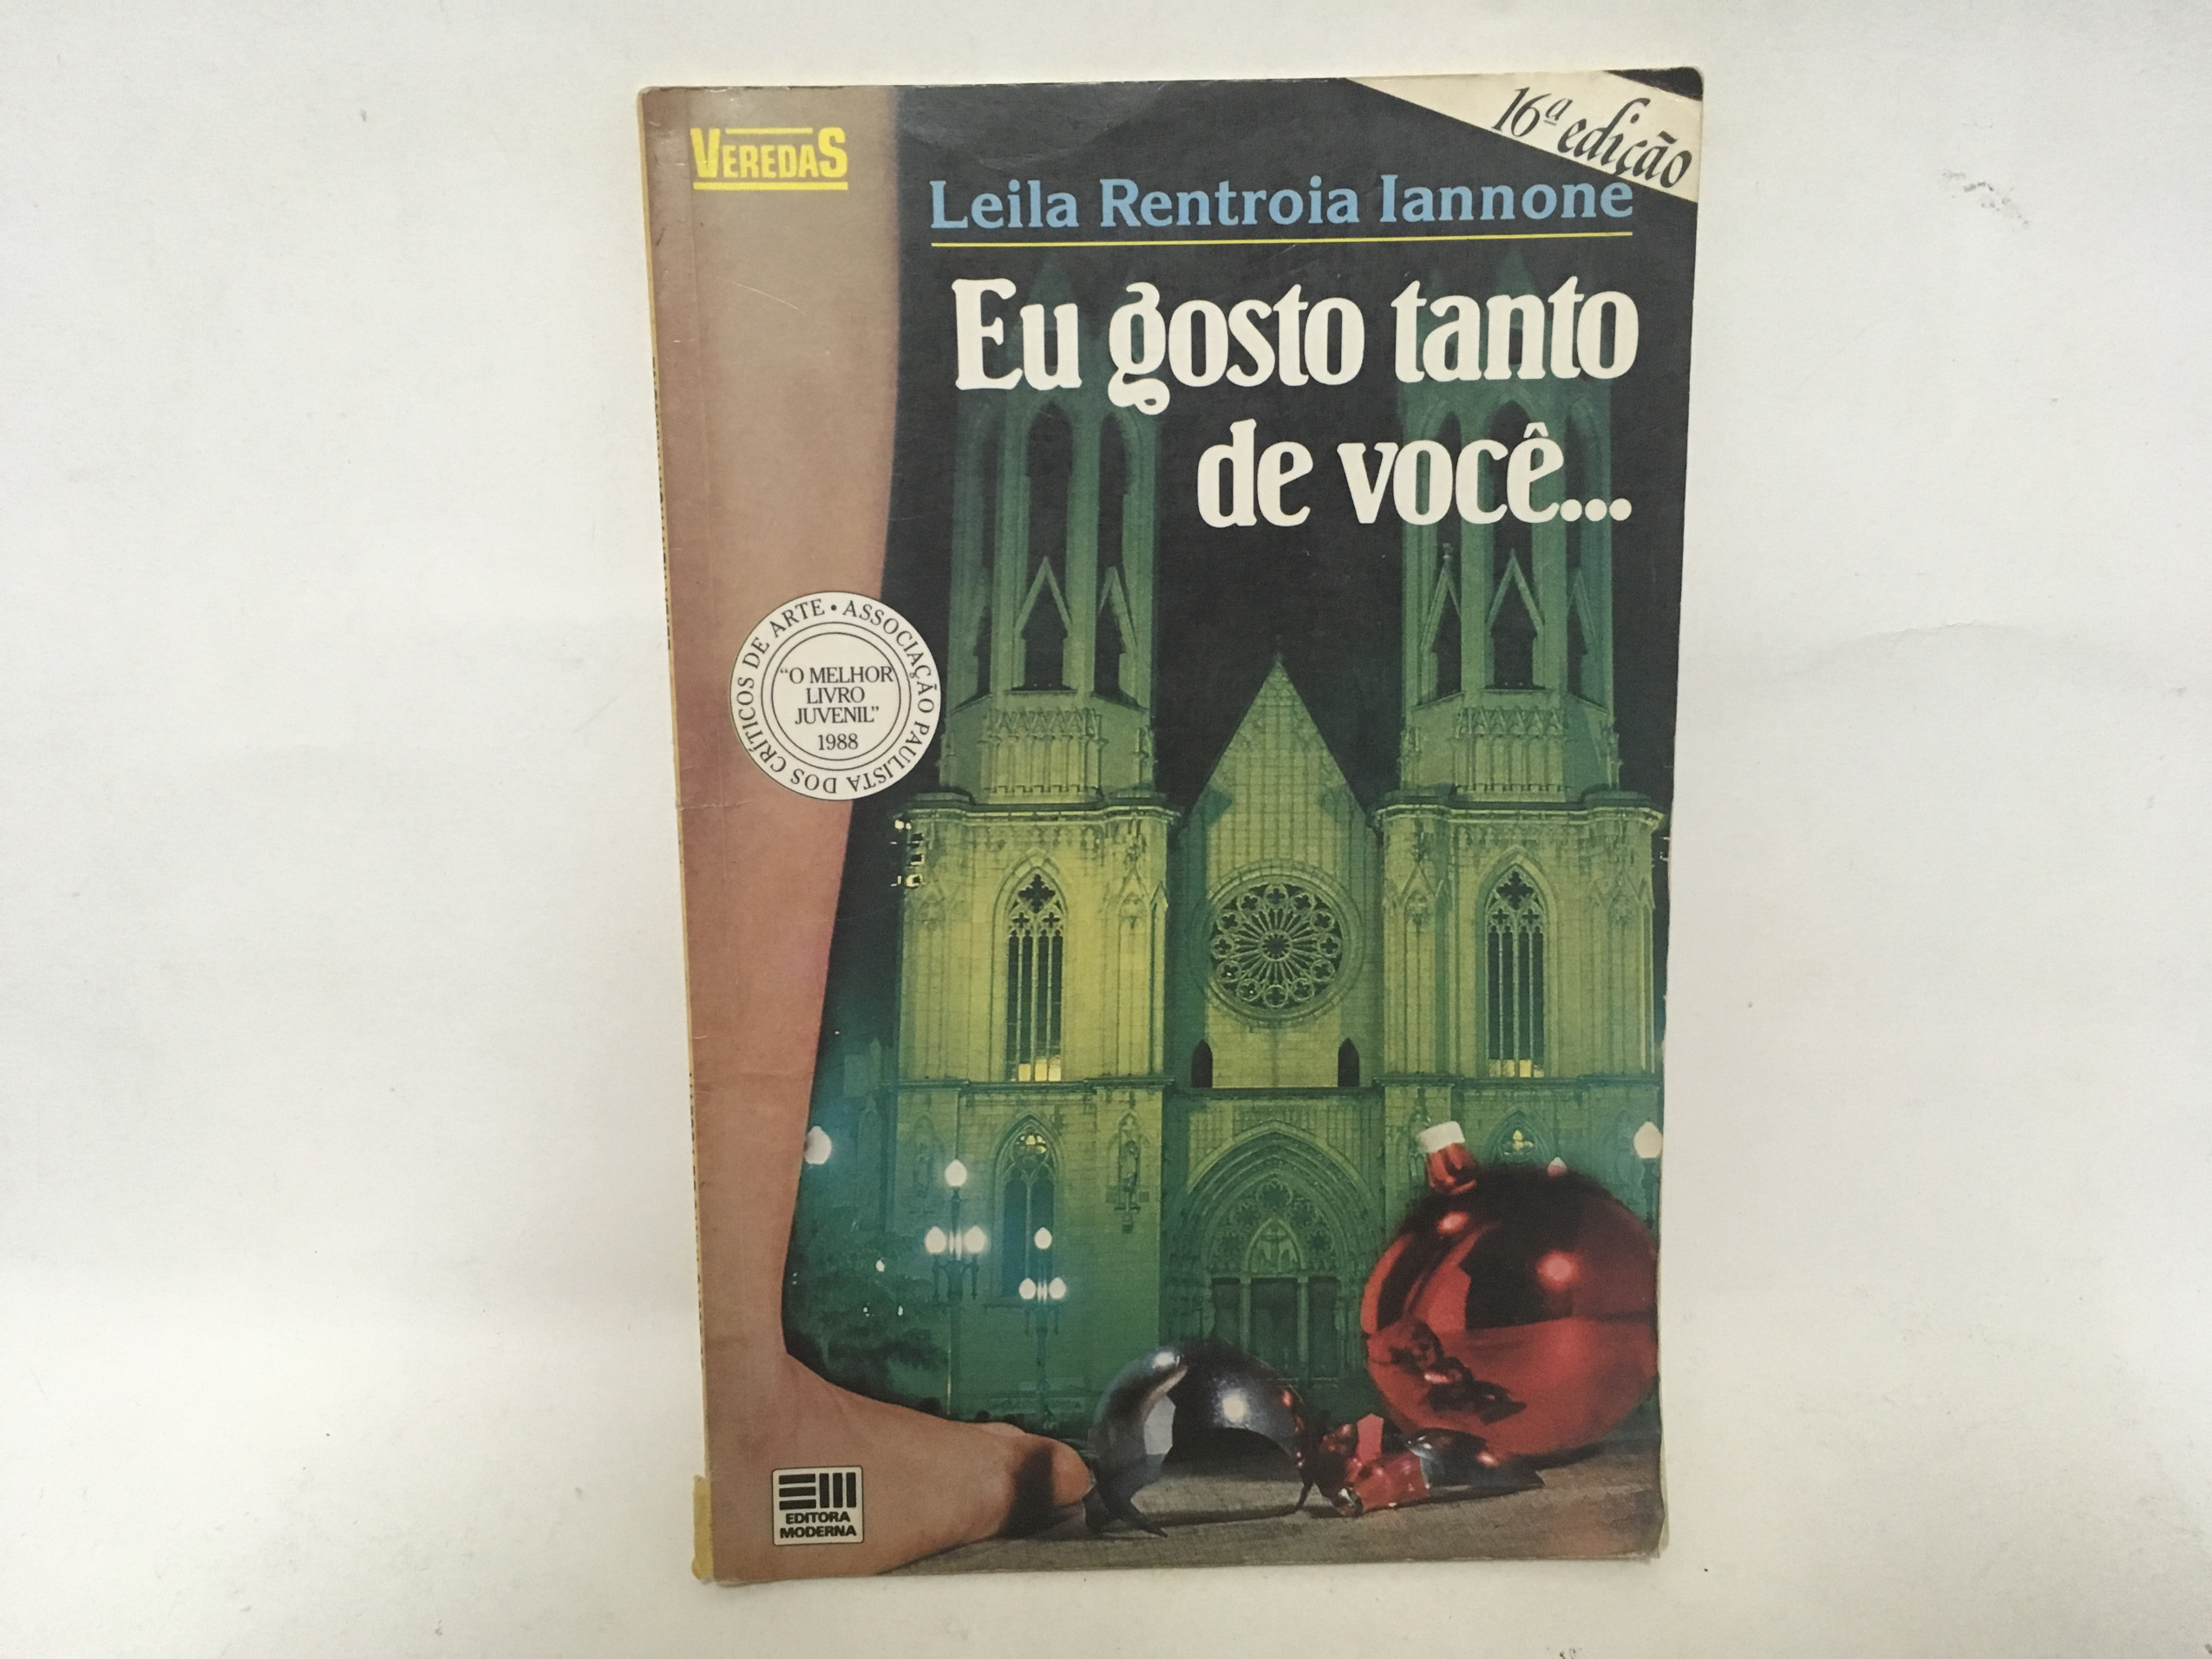 VEREDAS
16ª edição
Leila Rentroia Iannone
Eu gosto tanto
de você...
ASSOCIAÇÃO PAULISTA DOS CRÍTICOS DE ARTE •
“O MELHOR
LIVRO
JUVENIL”
1988
EDITORA
MODERNA